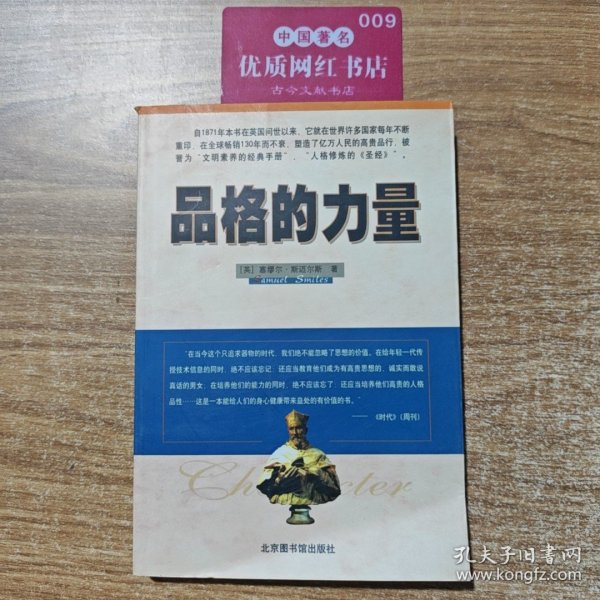 009
中国著名
优质网红书店
古今文献书店
自1871年本书在英国问世以来，它就在世界许多国家每年不断
重印，在全球畅销130年而不衰，塑造了亿万人民的高贵品行，被
誉为“文明素养的经典手册”，“人格修炼的《圣经》”。
品格的力量
[英] 塞缪尔·斯迈尔斯 著
Samuel Smiles
“在当今这个只追求器物的时代，我们绝不能忽略了思想的价值。在给年轻一代传
授技术信息的同时，绝不应该忘记，还应当教育他们成为有高贵思想的、诚实而敢说
真话的男女，在培养他们的能力的同时，绝不应该忘了，还应当培养他们高贵的人格
品性……这是一本能给人们的身心健康带来益处的有价值的书。”
——《时代》(周刊)
Character
北京图书馆出版社
孔夫子旧书网
www.kongfz.com